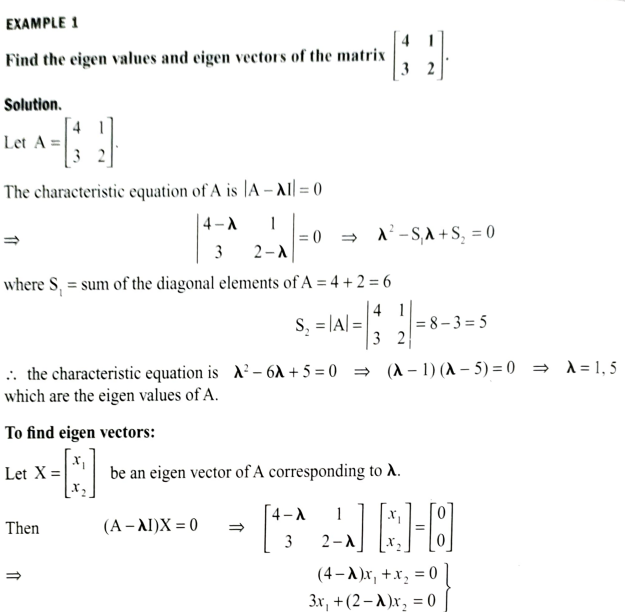 EXAMPLE 1
Find the eigen values and eigen vectors of the matrix [4 1; 3 2].
Solution.
Let A = [4 1; 3 2].
The characteristic equation of A is |A − λI| = 0
⇒ |4−λ 1; 3 2−λ| = 0 ⇒ λ² − S₁λ + S₂ = 0
where S₁ = sum of the diagonal elements of A = 4 + 2 = 6
S₂ = |A| = |4 1; 3 2| = 8 − 3 = 5
∴ the characteristic equation is λ² − 6λ + 5 = 0 ⇒ (λ − 1) (λ − 5) = 0 ⇒ λ = 1, 5
which are the eigen values of A.
To find eigen vectors:
Let X = [x₁; x₂] be an eigen vector of A corresponding to λ.
Then (A − λI)X = 0 ⇒ [4−λ 1; 3 2−λ] [x₁; x₂] = [0; 0]
⇒ (4−λ)x₁ + x₂ = 0 }
3x₁ + (2−λ)x₂ = 0